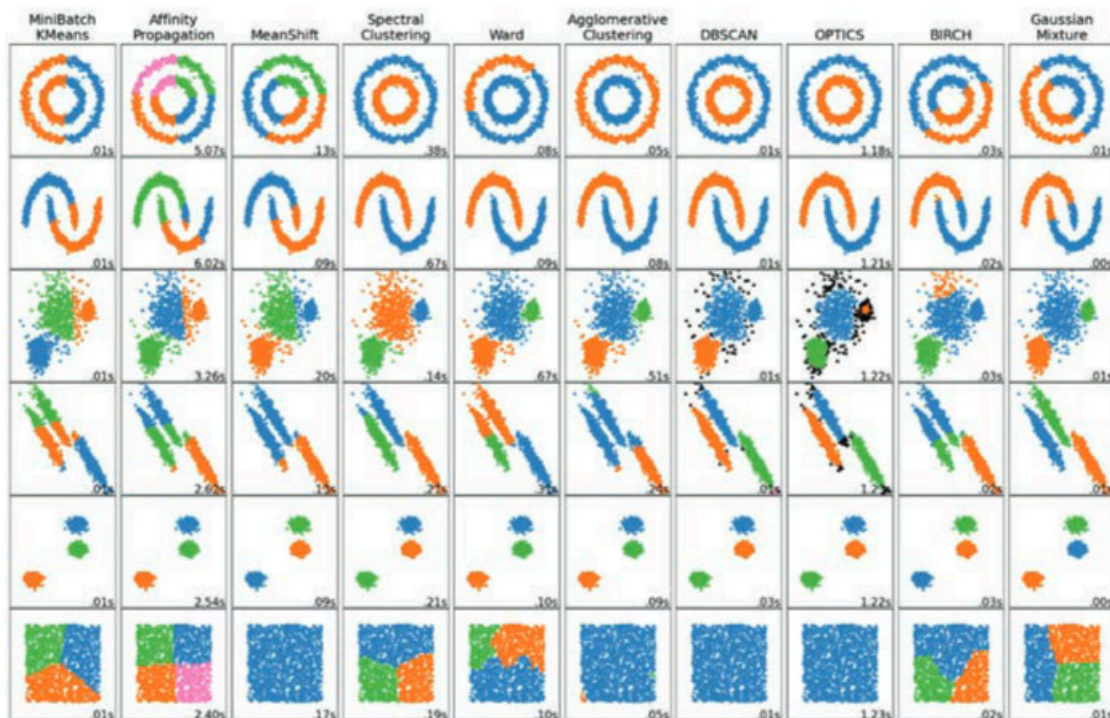 MiniBatch KMeans Affinity Propagation MeanShift Spectral Clustering Ward Agglomerative Clustering DBSCAN OPTICS BIRCH Gaussian Mixture
.01s 5.07s .13s .38s .08s .05s .01s 1.18s .03s .01s
.01s 6.02s .09s .67s .09s .08s .01s 1.21s .02s .00s
.01s 3.26s .20s .14s .67s .51s .01s 1.22s .03s .01s
.01s 2.62s .01s .01s
.01s 2.54s .09s .21s .10s .09s .03s 1.22s .03s .00s
.01s 2.40s .17s .19s .10s .05s .01s 1.23s .02s .01s